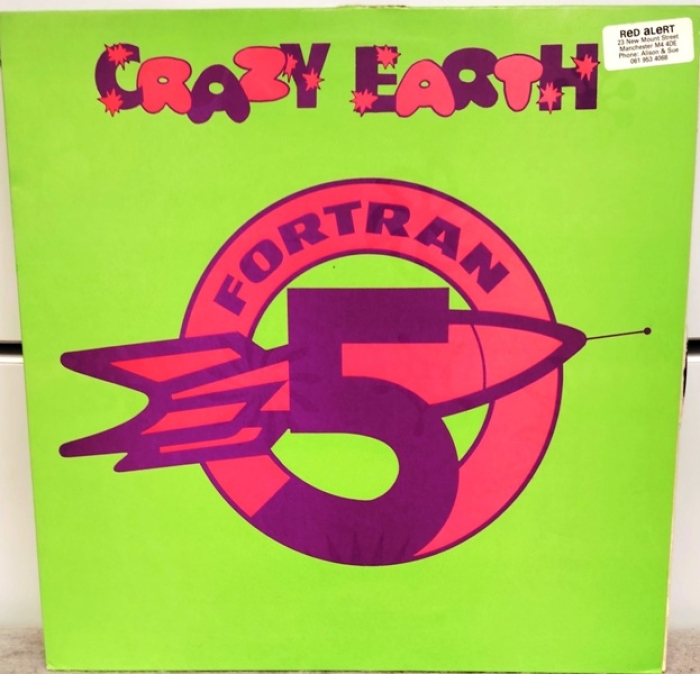 CRAZY EARTH
RED ALERT
23 New Mount Street
Manchester M4 4DE
Phone: Alison & Sue
061 953 4068
FORTRAN
5